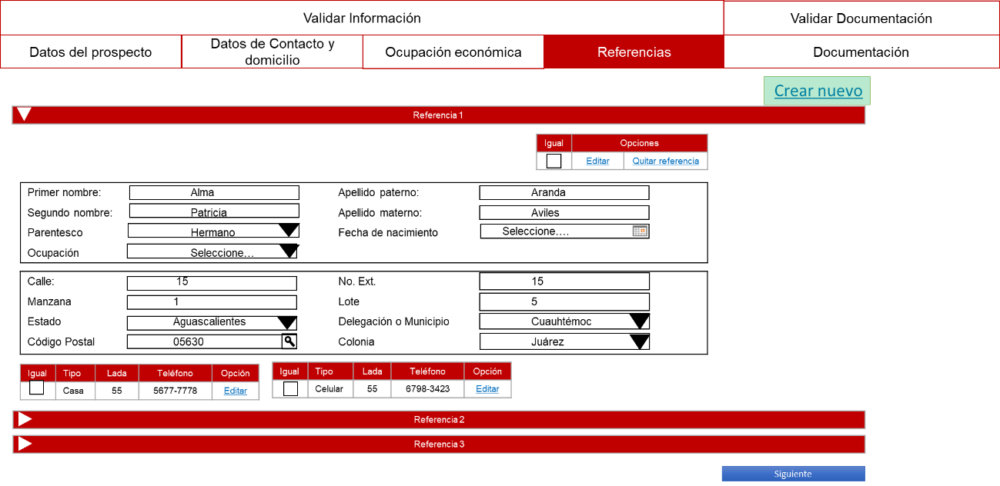 Validar Información
Validar Documentación
Datos del prospecto
Datos de Contacto y
domicilio
Ocupación económica
Referencias
Documentación
Crear nuevo
Referencia 1
Igual
Opciones
Editar
Quitar referencia
Primer nombre:
Alma
Apellido paterno:
Aranda
Segundo nombre:
Patricia
Apellido materno:
Aviles
Parentesco
Hermano
Fecha de nacimiento
Seleccione....
Ocupación
Seleccione...
Calle:
15
No. Ext.
15
Manzana
1
Lote
5
Estado
Aguascalientes
Delegación o Municipio
Cuauhtémoc
Código Postal
05630
Colonia
Juárez
Igual Tipo Lada Teléfono Opción
Casa 55 5677-7778 Editar
Igual Tipo Lada Teléfono Opción
Celular 55 6798-3423 Editar
Referencia 2
Referencia 3
Siguiente